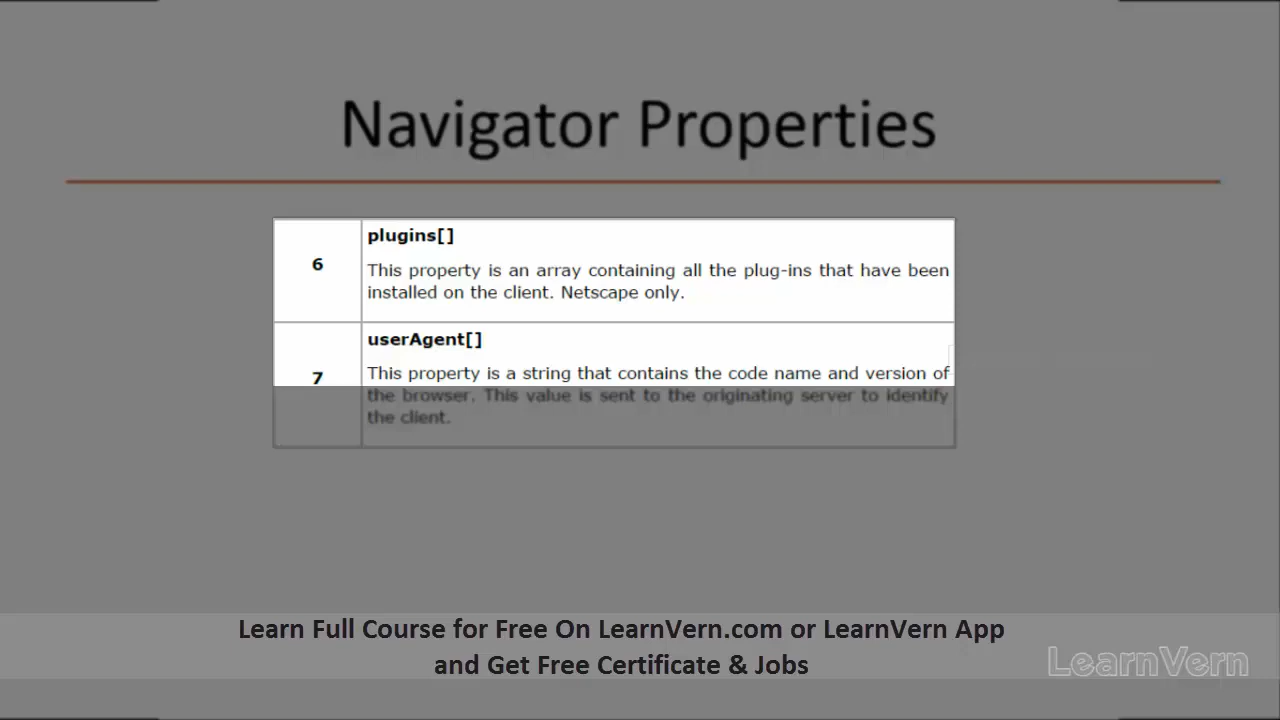 Navigator Properties
6
plugins[]
This property is an array containing all the plug-ins that have been
installed on the client. Netscape only.
7
userAgent[]
This property is a string that contains the code name and version of
the browser. This value is sent to the originating server to identify
the client.
Learn Full Course for Free On LearnVern.com or LearnVern App
and Get Free Certificate & Jobs
LearnVern